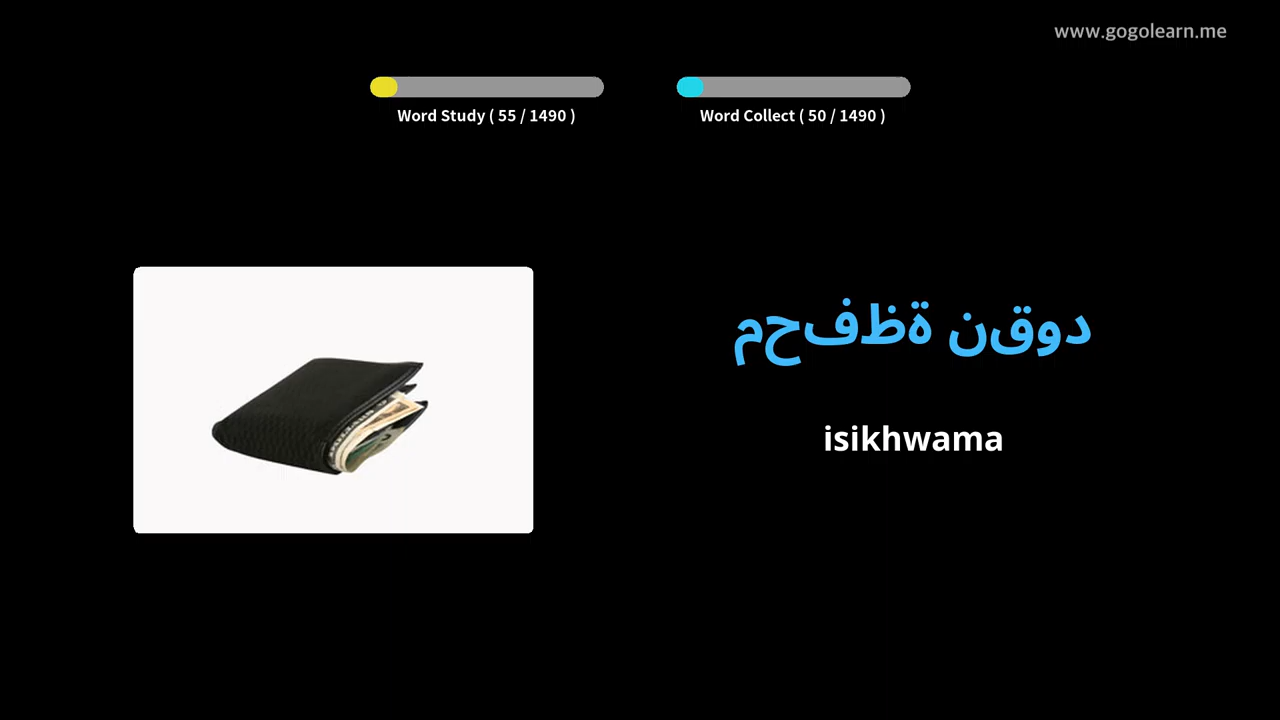 www.gogolearn.me
Word Study ( 55 / 1490 )
Word Collect ( 50 / 1490 )
محفظة نقود
isikhwama